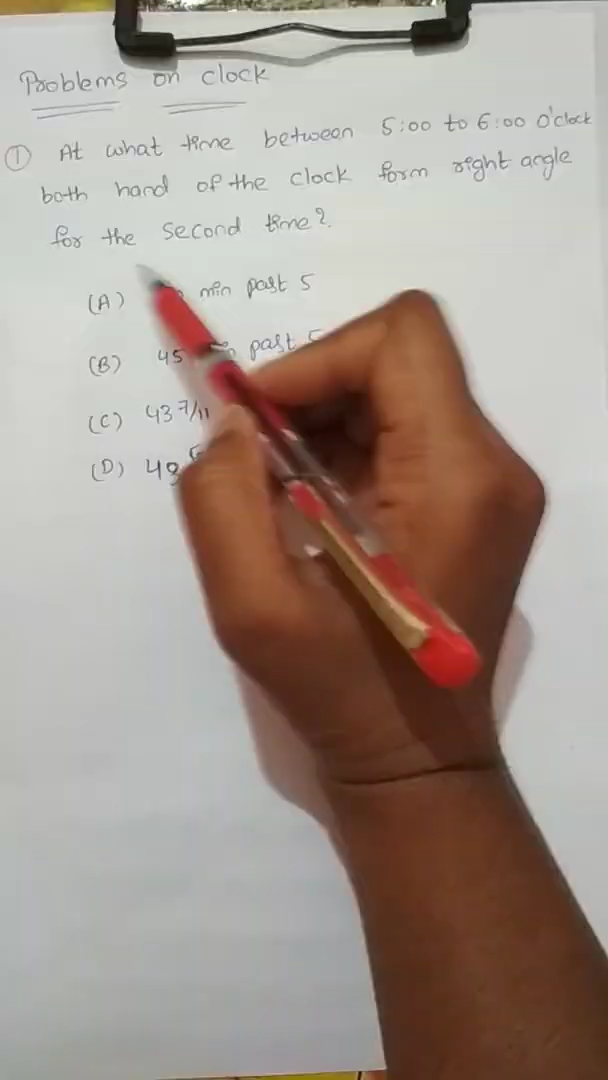 Problems on clock
① At what time between 5:00 to 6:00 O'clock
both hand of the clock form right angle
for the second time?
(A) min past 5
(B) 45 past 5
(C) 43 7/11
(D)